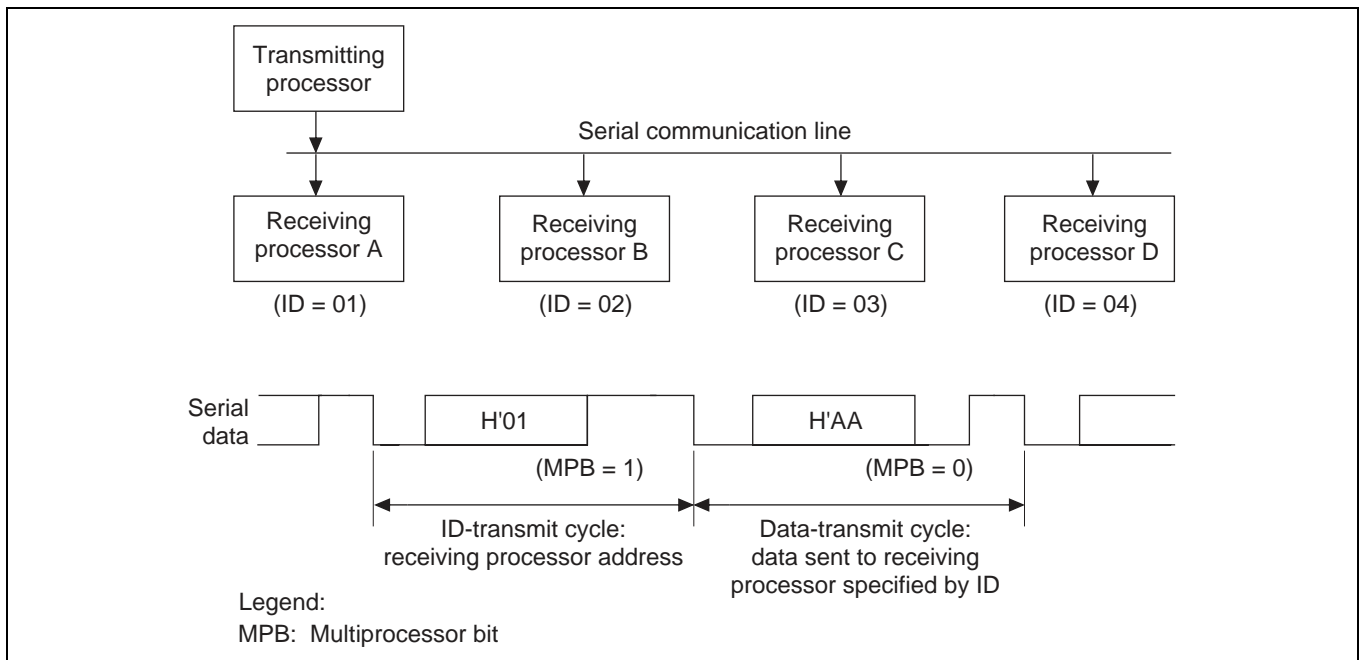 Transmitting
processor
Serial communication line
Receiving
processor A
Receiving
processor B
Receiving
processor C
Receiving
processor D
(ID = 01)
(ID = 02)
(ID = 03)
(ID = 04)
Serial
data
H'01
H'AA
(MPB = 1)
(MPB = 0)
ID-transmit cycle:
receiving processor address
Data-transmit cycle:
data sent to receiving
processor specified by ID
Legend:
MPB: Multiprocessor bit